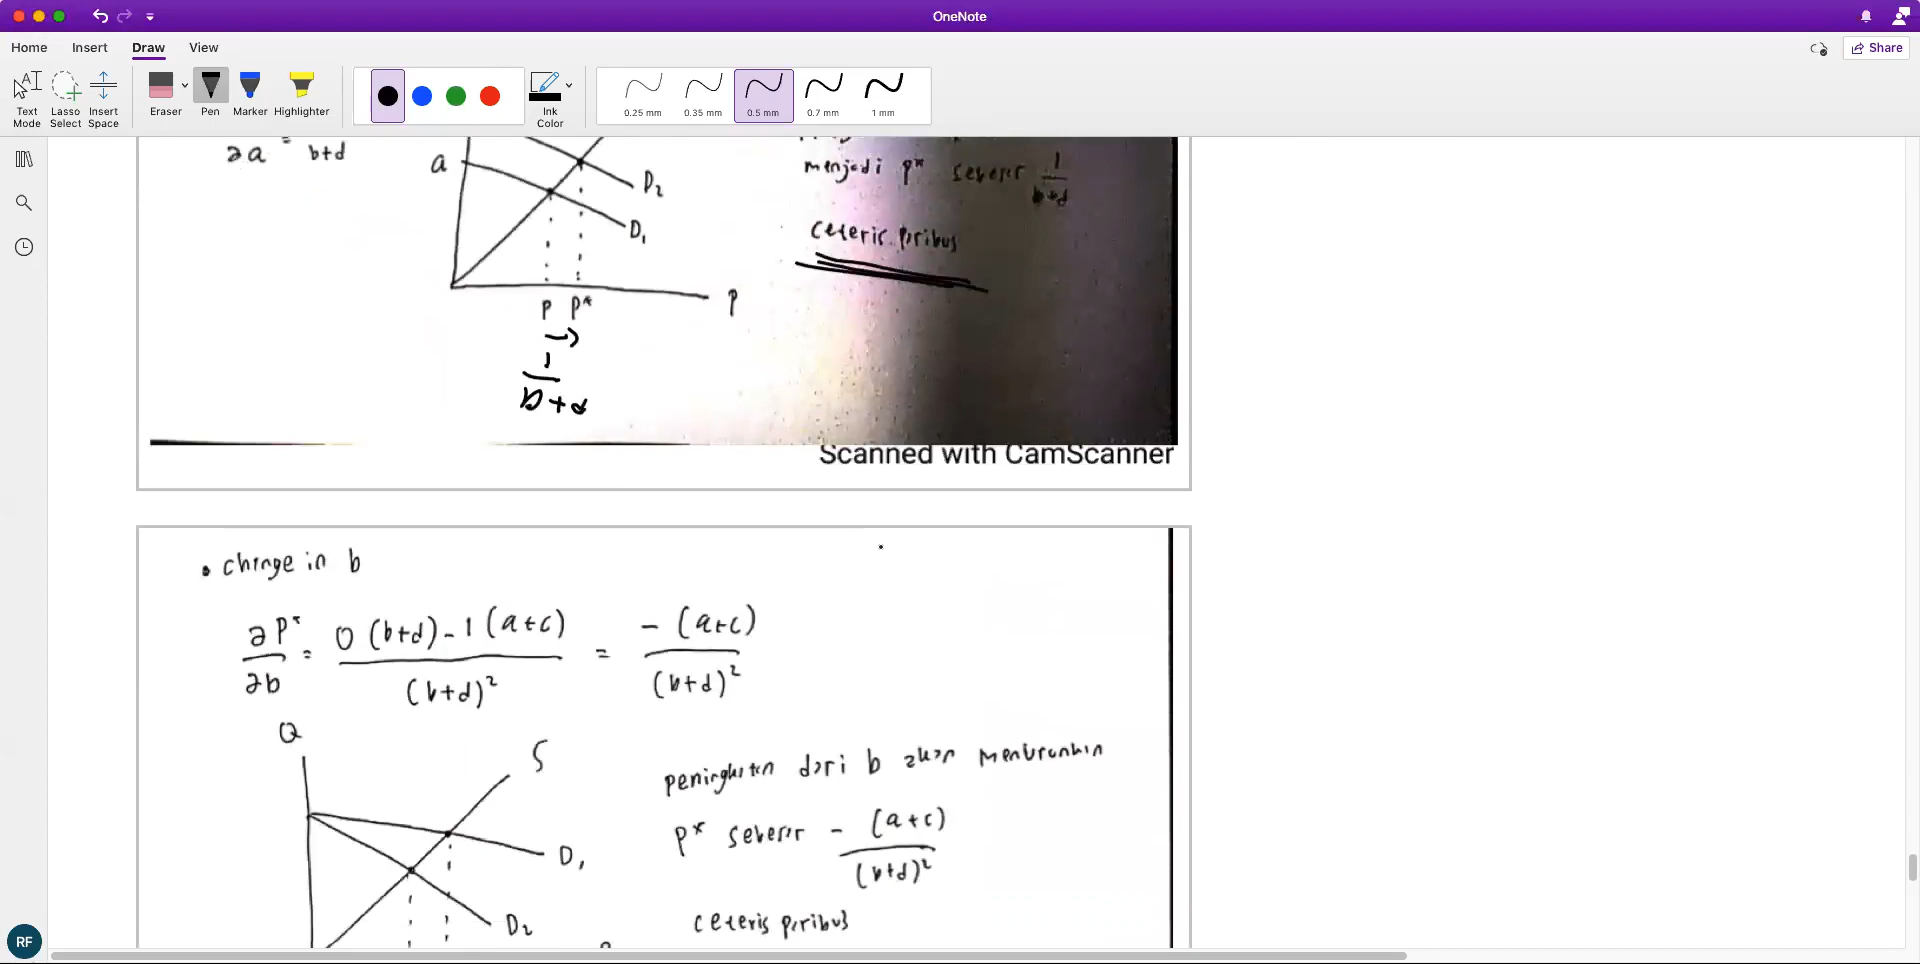 OneNote
Home Insert Draw View
Share
Text Mode
Lasso Select
Insert Space
Eraser
Pen
Marker
Highlighter
Ink Color
0.25 mm
0.35 mm
0.5 mm
0.7 mm
1 mm
∂a = b+d
a
D2
D1
P P*
P
→
1
b+d
menjadi P* sebesar 1/b+d
ceteris paribus
Scanned with CamScanner
• change in b
∂P*/∂b = 0 (b+d) - 1 (a+c) / (b+d)² = - (a+c) / (b+d)²
Q
S
D1
D2
peningkatan dari b akan menurunkan
P* sebesar - (a+c) / (b+d)²
ceteris paribus
RF